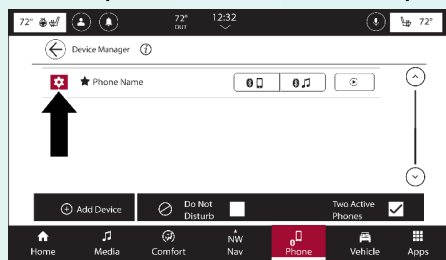 72° 72° 12:32 72°
OUT
Device Manager
Phone Name
Add Device Do Not Disturb Two Active Phones
Home Media Comfort NW Nav Phone Vehicle Apps